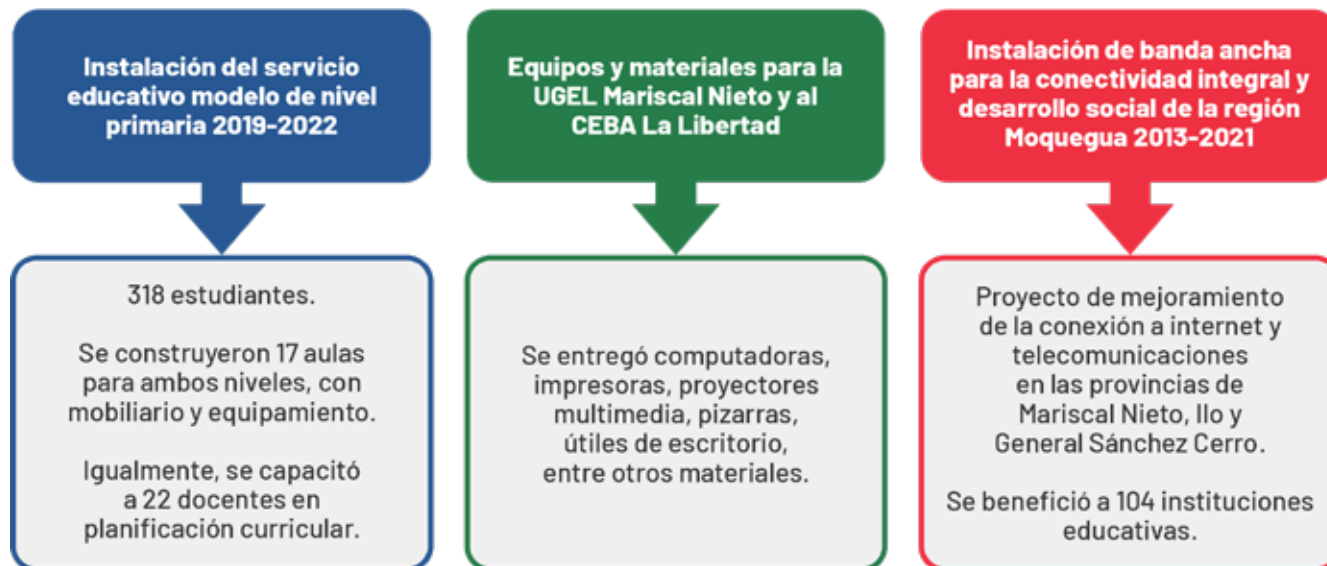 Instalación del servicio
educativo modelo de nivel
primaria 2019-2022
318 estudiantes.
Se construyeron 17 aulas
para ambos niveles, con
mobiliario y equipamiento.
Igualmente, se capacitó
a 22 docentes en
planificación curricular.
Equipos y materiales para la
UGEL Mariscal Nieto y al
CEBA La Libertad
Se entregó computadoras,
impresoras, proyectores
multimedia, pizarras,
útiles de escritorio,
entre otros materiales.
Instalación de banda ancha
para la conectividad integral y
desarrollo social de la región
Moquegua 2013-2021
Proyecto de mejoramiento
de la conexión a internet y
telecomunicaciones
en las provincias de
Mariscal Nieto, Ilo y
General Sánchez Cerro.
Se benefició a 104 instituciones
educativas.